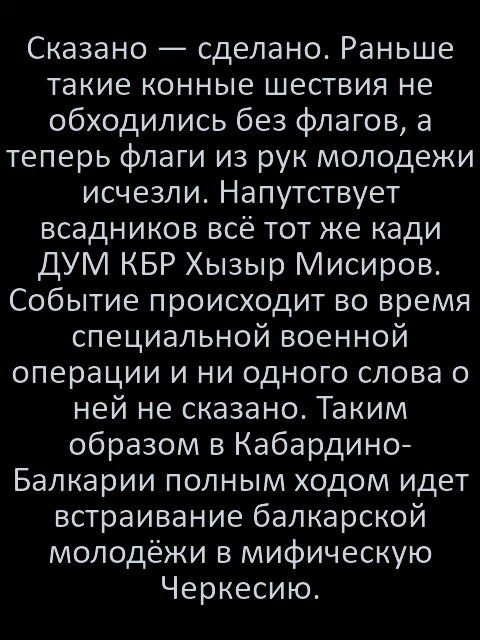 Сказано — сделано. Раньше
такие конные шествия не
обходились без флагов, а
теперь флаги из рук молодежи
исчезли. Напутствует
всадников всё тот же кади
ДУМ КБР Хызыр Мисиров.
Событие происходит во время
специальной военной
операции и ни одного слова о
ней не сказано. Таким
образом в Кабардино-
Балкарии полным ходом идет
встраивание балкарской
молодёжи в мифическую
Черкесию.